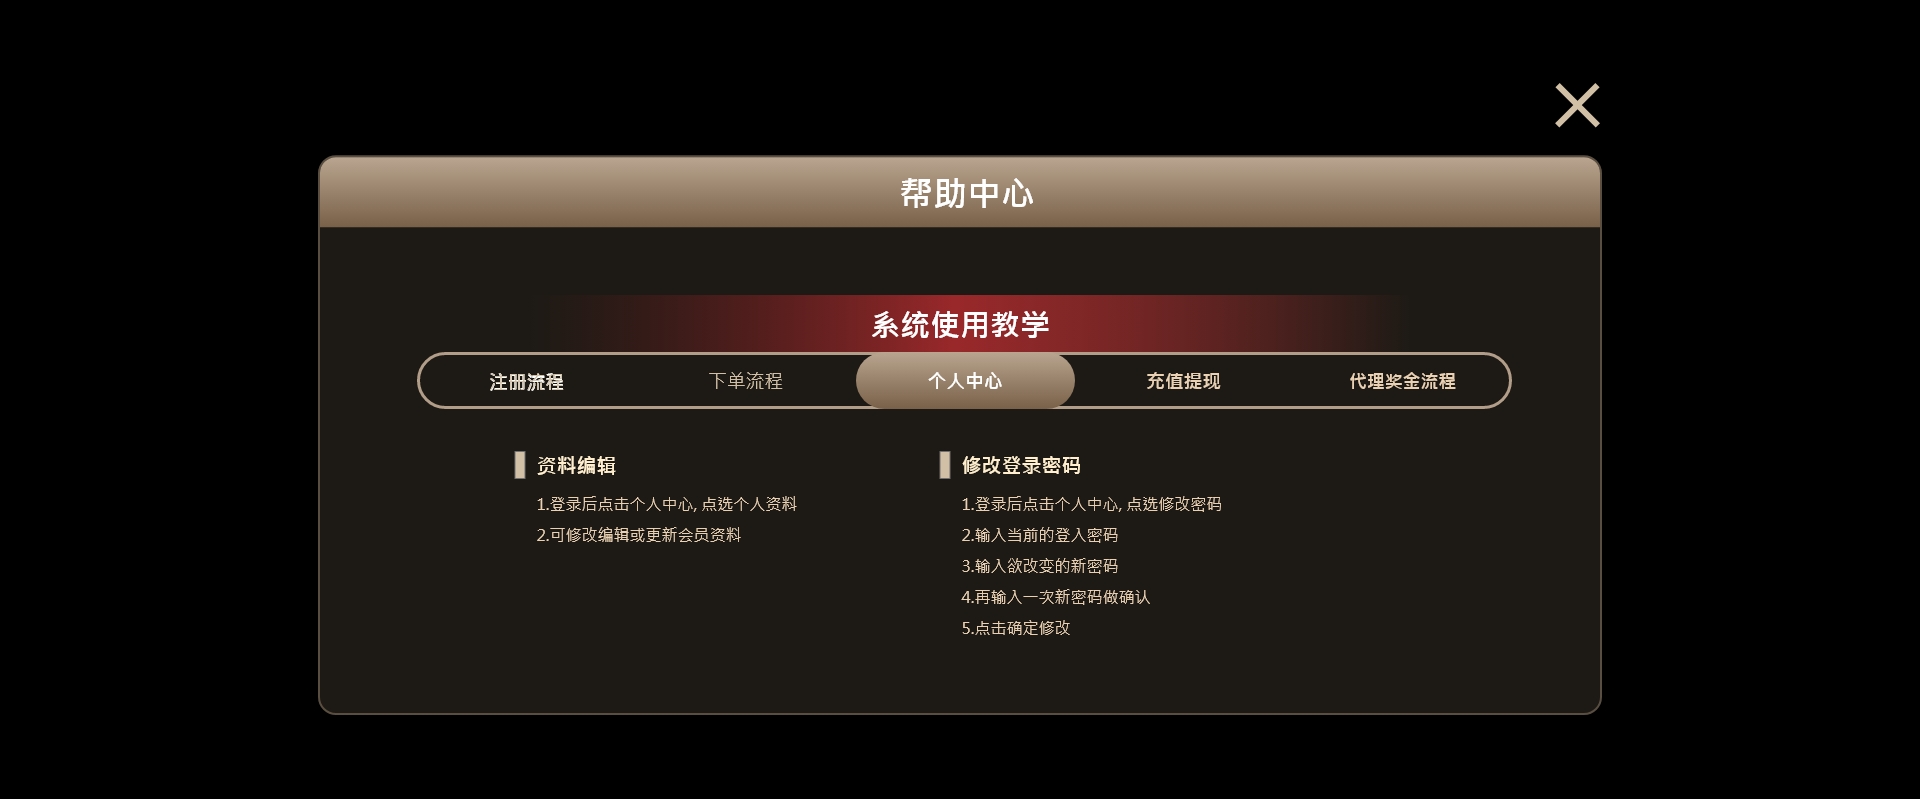 帮助中心
系统使用教学
注册流程
下单流程
个人中心
充值提现
代理奖金流程
资料编辑
1.登录后点击个人中心, 点选个人资料
2.可修改编辑或更新会员资料
修改登录密码
1.登录后点击个人中心, 点选修改密码
2.输入当前的登入密码
3.输入欲改变的新密码
4.再输入一次新密码做确认
5.点击确定修改